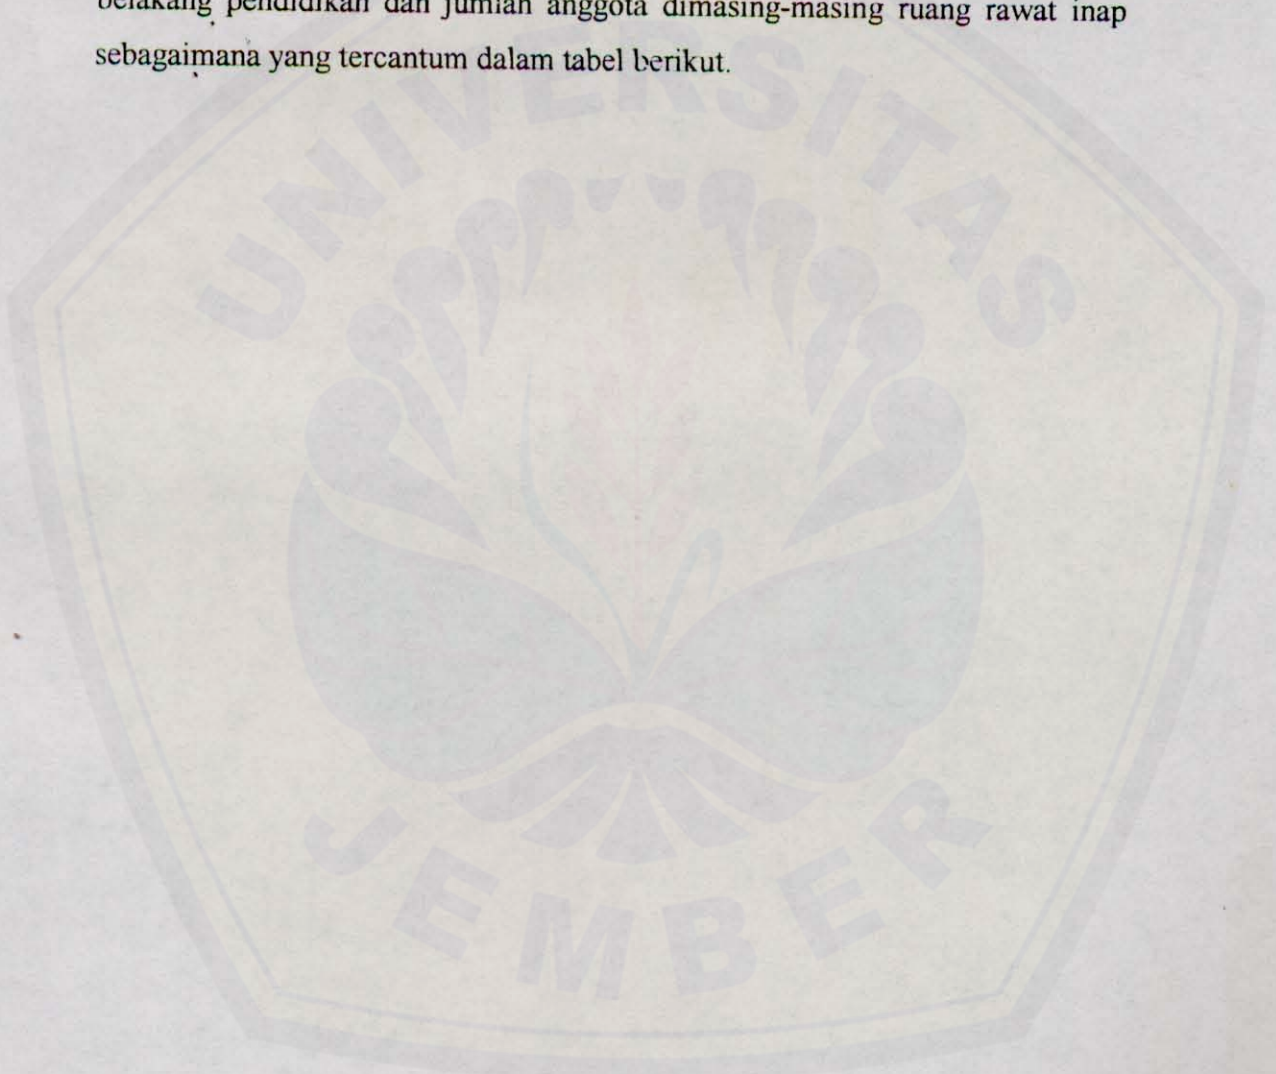 belakang pendidikan dan jumlah anggota dimasing-masing ruang rawat inap
sebagaimana yang tercantum dalam tabel berikut.
UNIVERSITAS
JEMBER